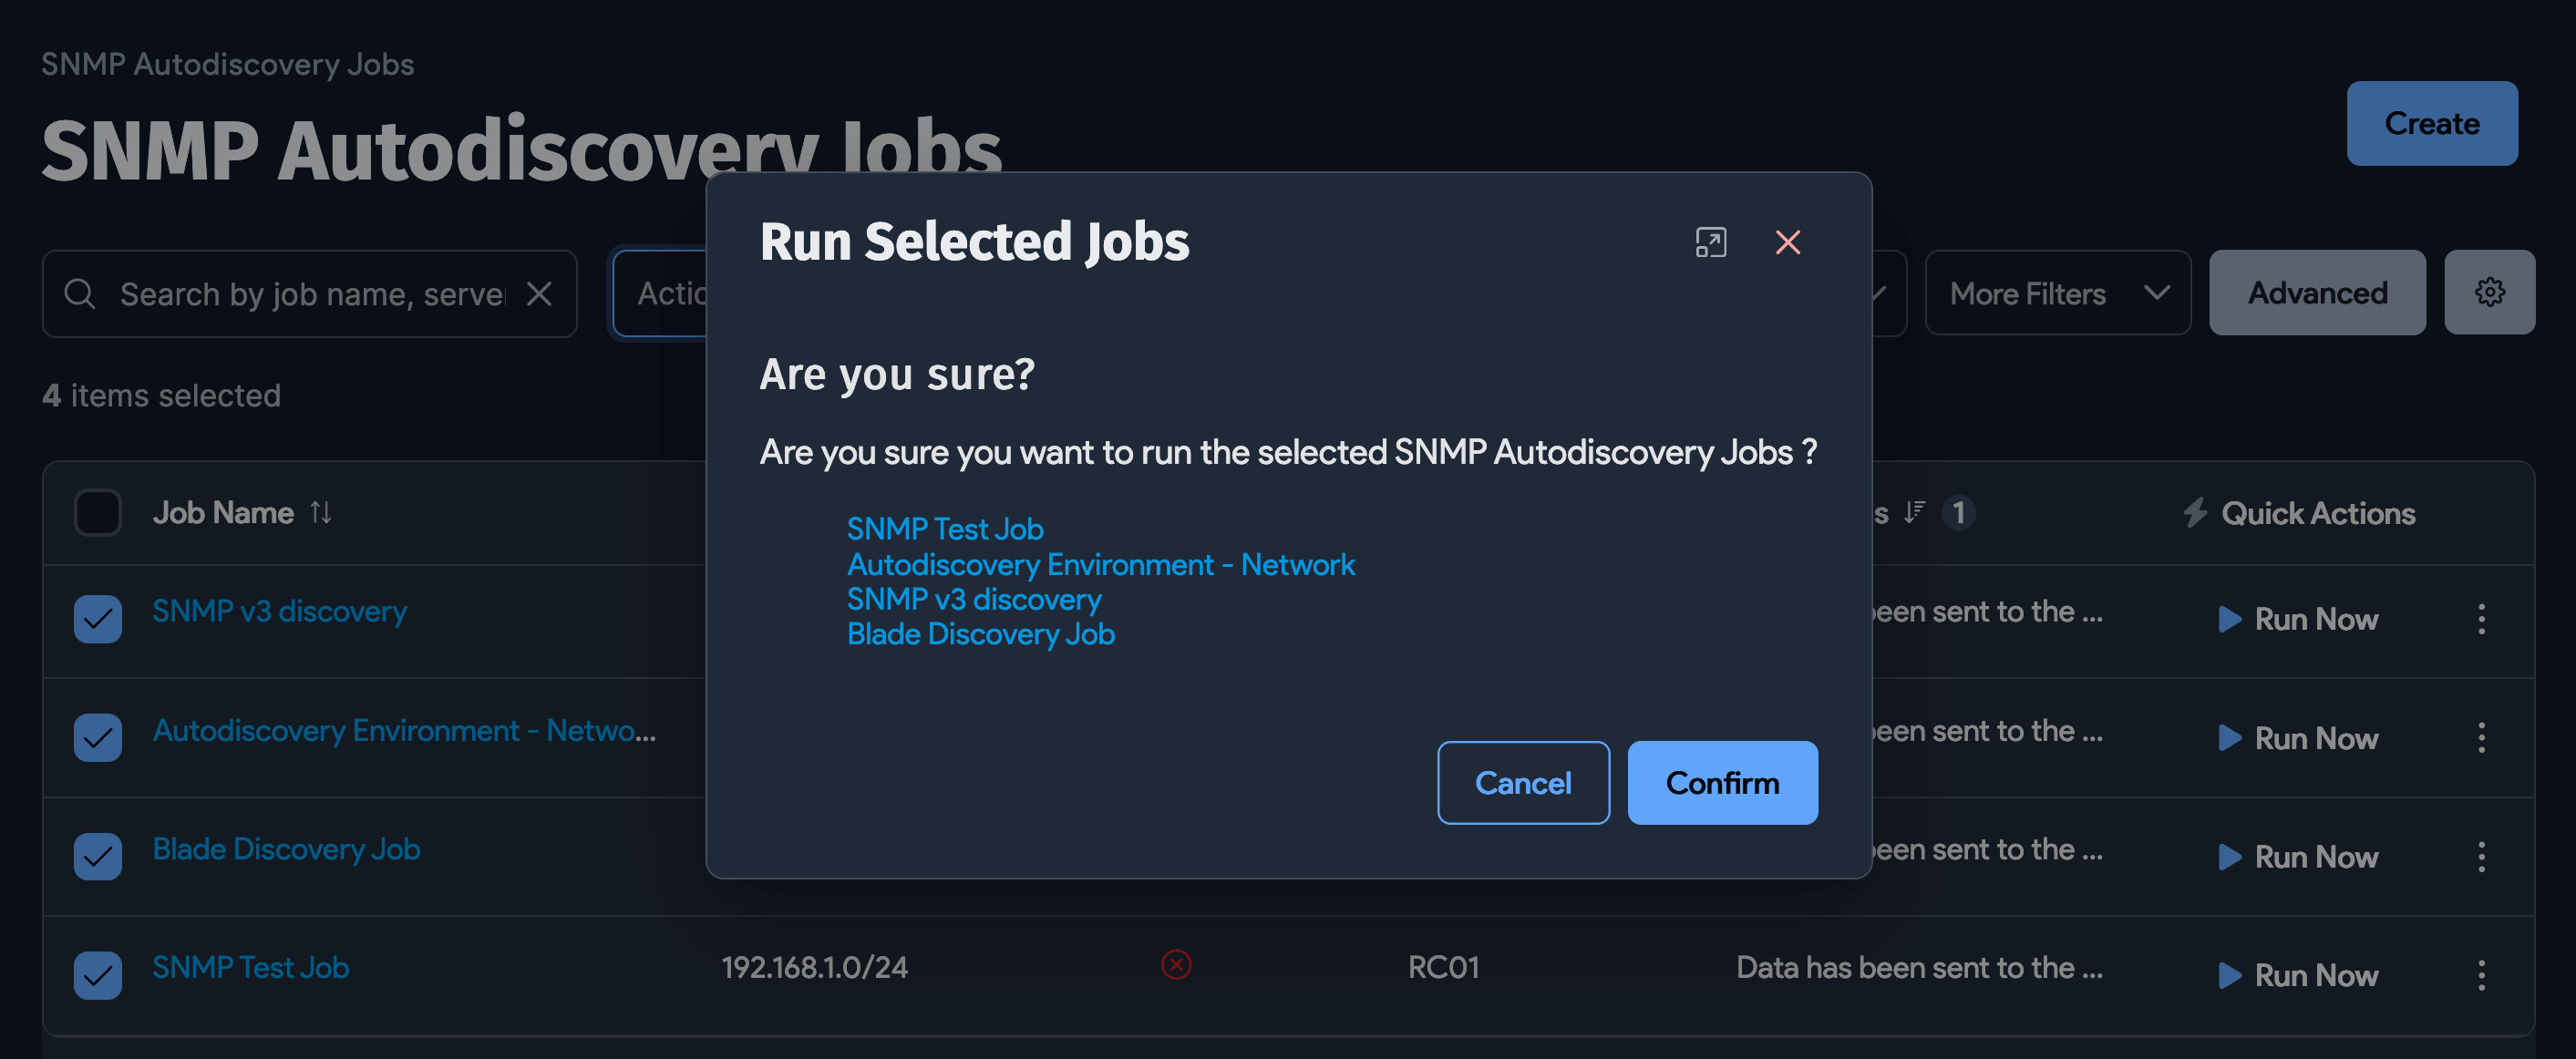 SNMP Autodiscovery Jobs
SNMP Autodiscovery Jobs
Create
Search by job name, serve
More Filters
Advanced
4 items selected
Run Selected Jobs
Are you sure?
Are you sure you want to run the selected SNMP Autodiscovery Jobs ?
SNMP Test Job
Autodiscovery Environment - Network
SNMP v3 discovery
Blade Discovery Job
Cancel
Confirm
Job Name
s
1
Quick Actions
SNMP v3 discovery
been sent to the ...
Run Now
Autodiscovery Environment - Netwo...
been sent to the ...
Run Now
Blade Discovery Job
been sent to the ...
Run Now
SNMP Test Job
192.168.1.0/24
RC01
Data has been sent to the ...
Run Now